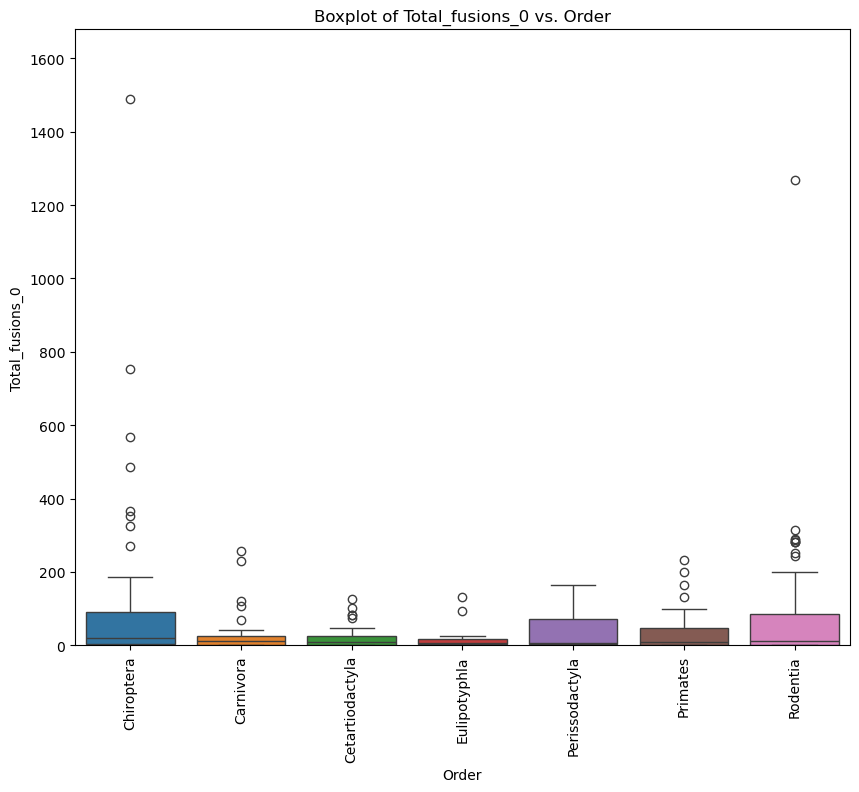 Boxplot of Total_fusions_0 vs. Order
1600
1400
1200
1000
800
600
400
200
0
Total_fusions_0
Chiroptera
Carnivora
Cetartiodactyla
Eulipotyphla
Perissodactyla
Primates
Rodentia
Order